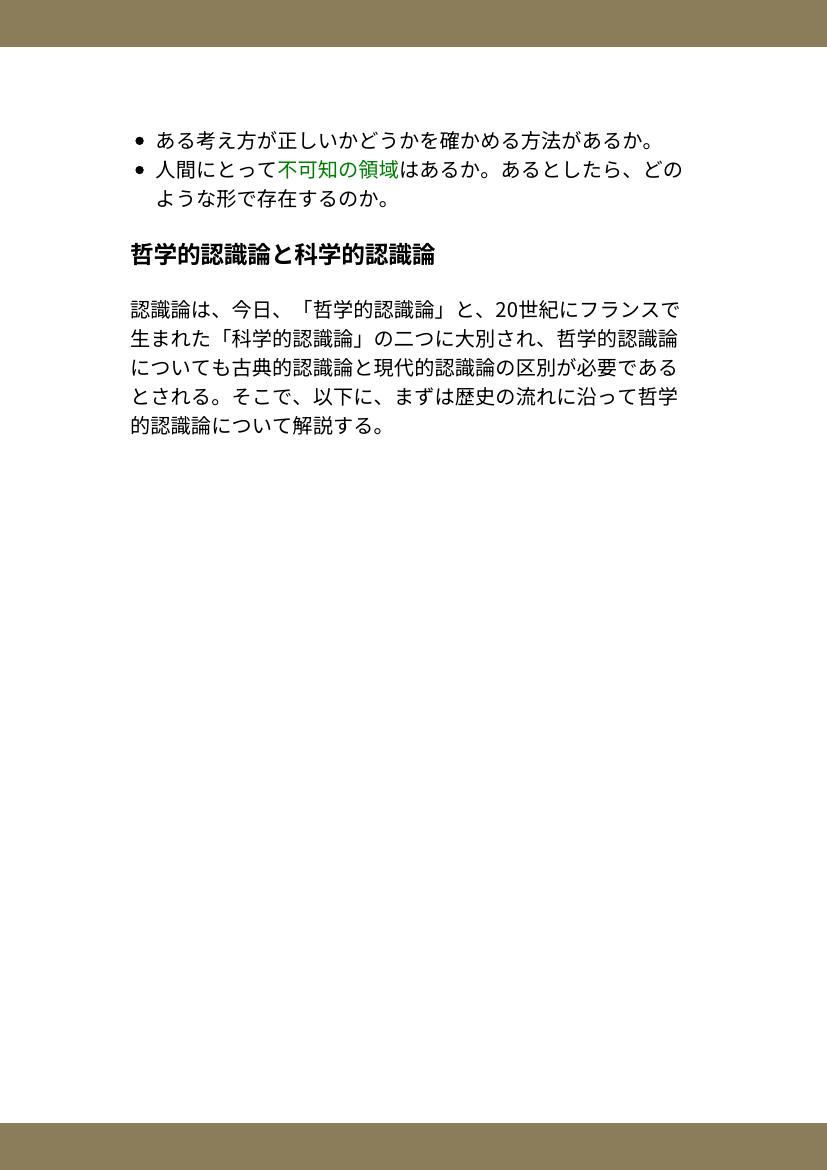 • ある考え方が正しいかどうかを確かめる方法があるか。
• 人間にとって不可知の領域はあるか。あるとしたら、どの
ような形で存在するのか。
哲学的認識論と科学的認識論
認識論は、今日、「哲学的認識論」と、20世紀にフランスで
生まれた「科学的認識論」の二つに大別され、哲学的認識論
についても古典的認識論と現代的認識論の区別が必要である
とされる。そこで、以下に、まずは歴史の流れに沿って哲学
的認識論について解説する。